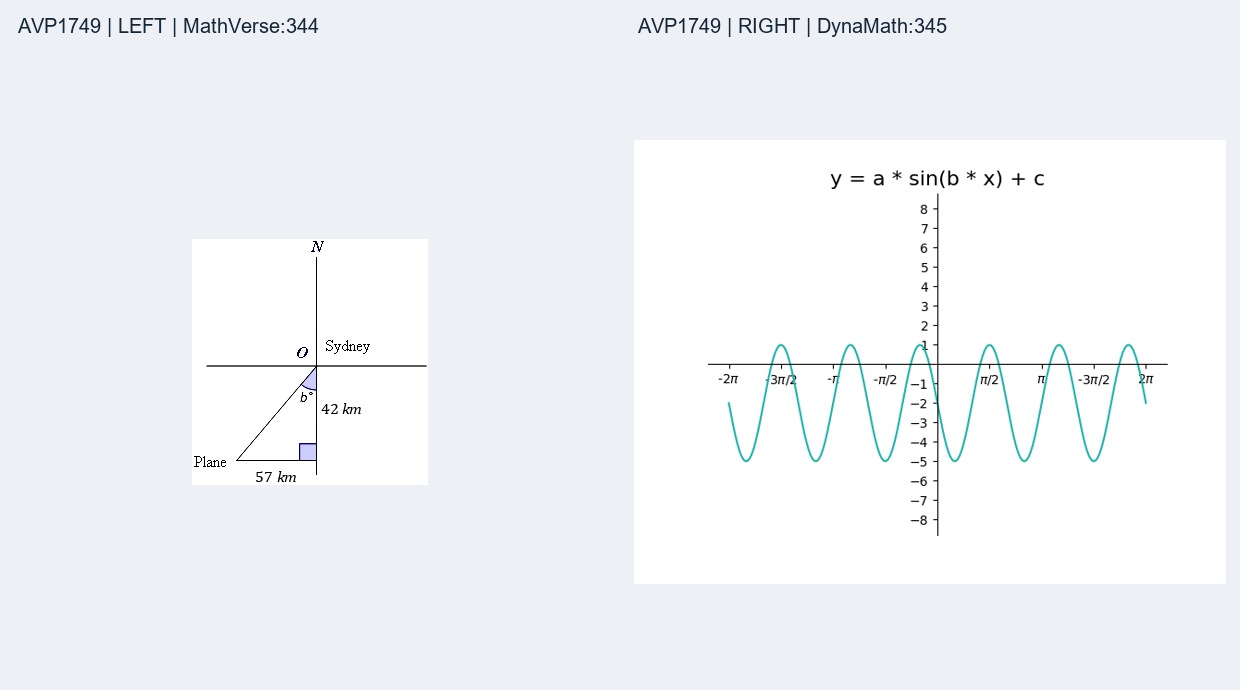 AVP1749 | LEFT | MathVerse:344
N
O
Sydney
b°
42 km
Plane
57 km
AVP1749 | RIGHT | DynaMath:345
y = a * sin(b * x) + c
8
7
6
5
4
3
2
1
-2π -3π/2 -π -π/2 π/2 π -3π/2 2π
−1
−2
−3
−4
−5
−6
−7
−8